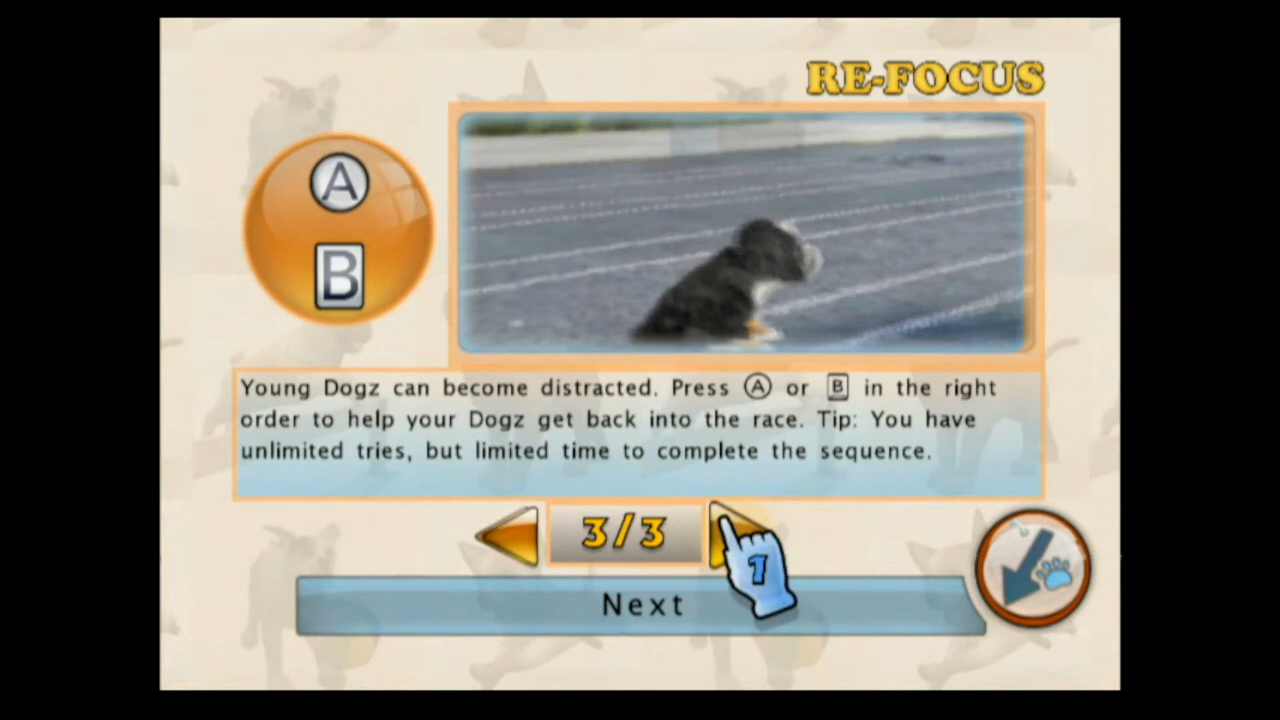 RE-FOCUS
A
B
Young Dogz can become distracted. Press A or B in the right
order to help your Dogz get back into the race. Tip: You have
unlimited tries, but limited time to complete the sequence.
3/3
1
Next